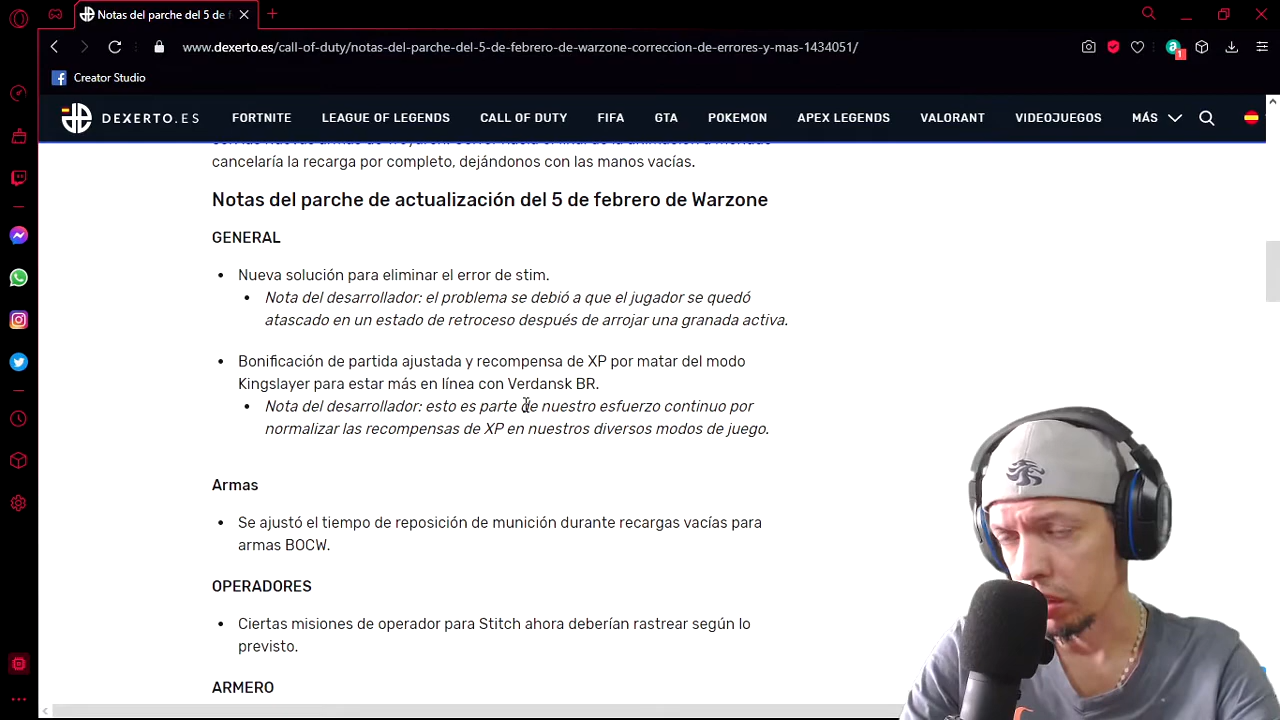 Notas del parche del 5 de f
www.dexerto.es/call-of-duty/notas-del-parche-del-5-de-febrero-de-warzone-correccion-de-errores-y-mas-1434051/
1
Creator Studio
DEXERTO.ES FORTNITE LEAGUE OF LEGENDS CALL OF DUTY FIFA GTA POKEMON APEX LEGENDS VALORANT VIDEOJUEGOS MÁS
cancelaría la recarga por completo, dejándonos con las manos vacías.
Notas del parche de actualización del 5 de febrero de Warzone
GENERAL
• Nueva solución para eliminar el error de stim.
• Nota del desarrollador: el problema se debió a que el jugador se quedó
atascado en un estado de retroceso después de arrojar una granada activa.
• Bonificación de partida ajustada y recompensa de XP por matar del modo
Kingslayer para estar más en línea con Verdansk BR.
• Nota del desarrollador: esto es parte de nuestro esfuerzo continuo por
normalizar las recompensas de XP en nuestros diversos modos de juego.
Armas
• Se ajustó el tiempo de reposición de munición durante recargas vacías para
armas BOCW.
OPERADORES
• Ciertas misiones de operador para Stitch ahora deberían rastrear según lo
previsto.
ARMERO